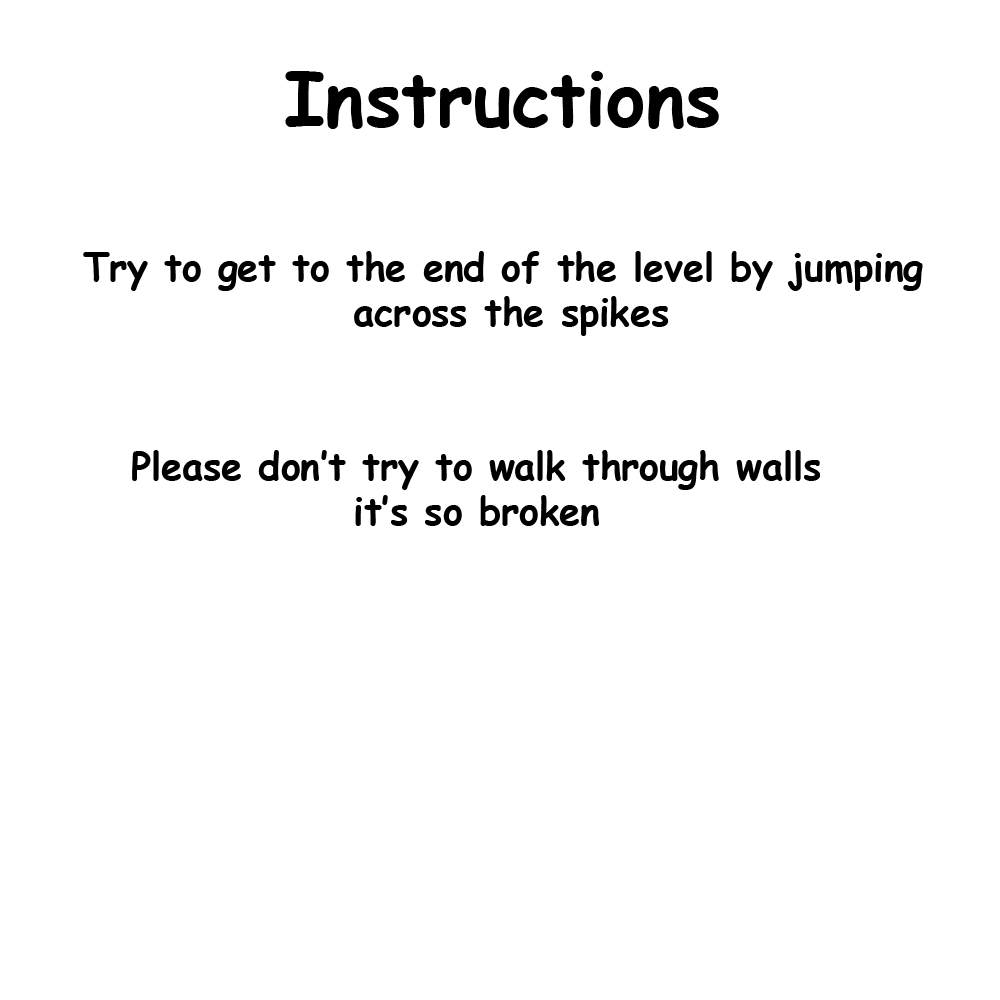 Instructions
Try to get to the end of the level by jumping
across the spikes
Please don't try to walk through walls
it's so broken